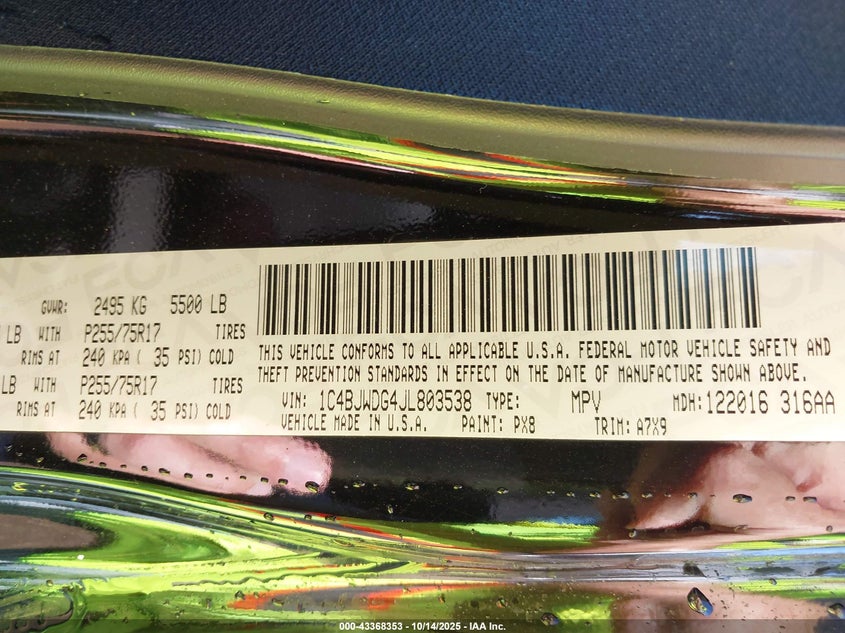 GVWR: 2495 KG 5500 LB
LB WITH P255/75R17 TIRES
RIMS AT 240 KPA ( 35 PSI) COLD
LB WITH P255/75R17 TIRES
RIMS AT 240 KPA ( 35 PSI) COLD
THIS VEHICLE CONFORMS TO ALL APPLICABLE U.S.A. FEDERAL MOTOR VEHICLE SAFETY AND
THEFT PREVENTION STANDARDS IN EFFECT ON THE DATE OF MANUFACTURE SHOWN ABOVE.
VIN: 1C4BJWDG4JL803538 TYPE: MPV MDH: 122016 316AA
VEHICLE MADE IN U.S.A. PAINT: PX8 TRIM: A7X9
000-43368353 - 10/14/2025 - IAA Inc.